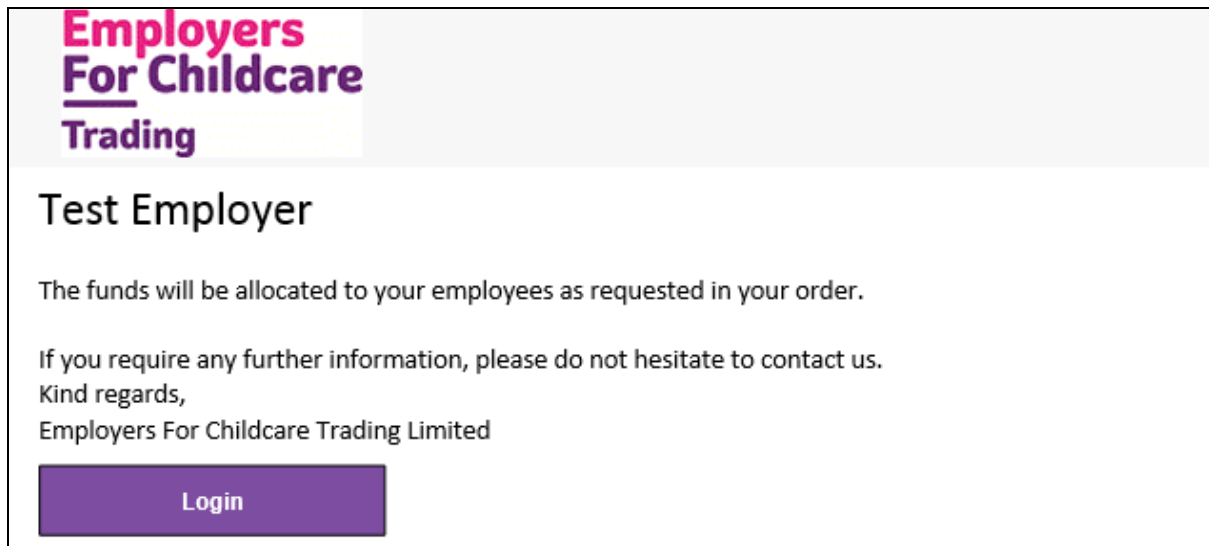 Employers
For Childcare
Trading
Test Employer
The funds will be allocated to your employees as requested in your order.
If you require any further information, please do not hesitate to contact us.
Kind regards,
Employers For Childcare Trading Limited
Login